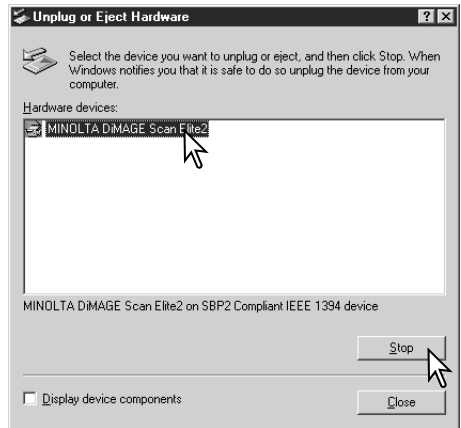 Unplug or Eject Hardware
Select the device you want to unplug or eject, and then click Stop. When
Windows notifies you that it is safe to do so unplug the device from your
computer.
Hardware devices:
MINOLTA DiMAGE Scan Elite2
MINOLTA DiMAGE Scan Elite2 on SBP2 Compliant IEEE 1394 device
Stop
Display device components
Close